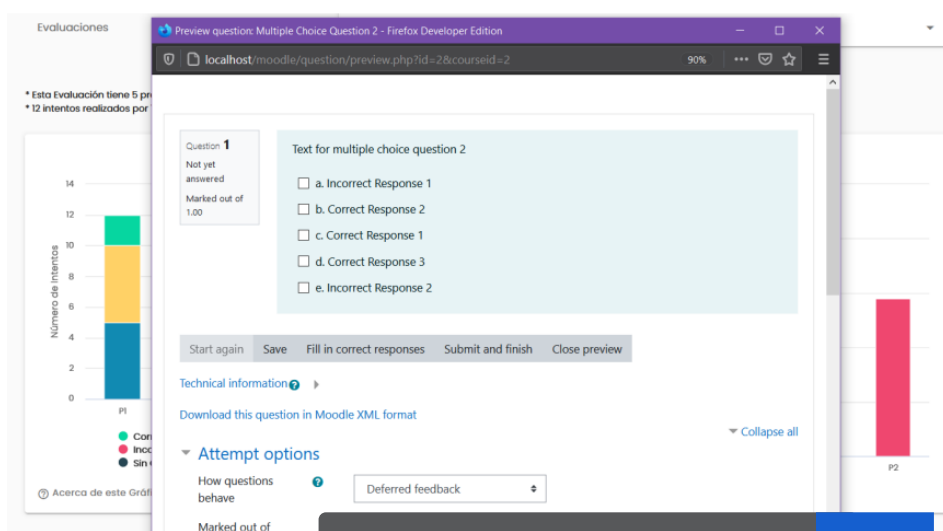 Evaluaciones
Preview question: Multiple Choice Question 2 - Firefox Developer Edition
localhost/moodle/question/preview.php?id=2&courseid=2
90%
* Esta Evaluación tiene 5
* 12 intentos realizados por
Question 1
Not yet
answered
Marked out of
1.00
Text for multiple choice question 2
a. Incorrect Response 1
b. Correct Response 2
c. Correct Response 1
d. Correct Response 3
e. Incorrect Response 2
Número de Intentos
14
12
10
8
6
4
2
0
P1
P2
Start again Save Fill in correct responses Submit and finish Close preview
Technical information
Download this question in Moodle XML format
Collapse all
Attempt options
How questions
behave
Deferred feedback
Marked out of
Sin
Acerca de este